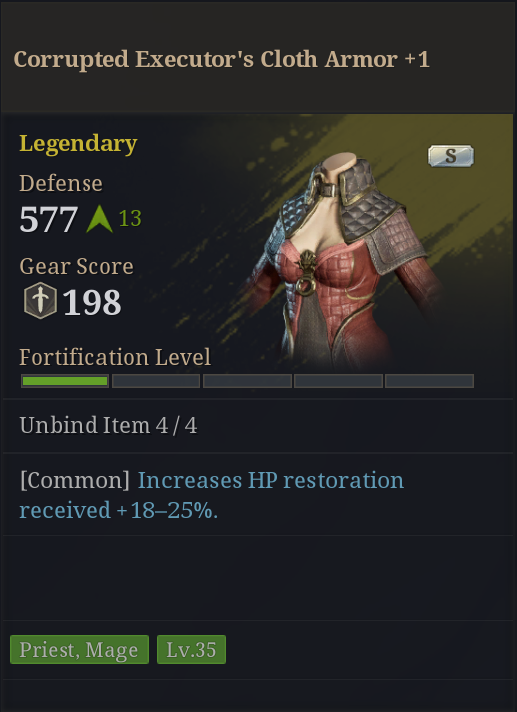 Corrupted Executor's Cloth Armor +1
Legendary
S
Defense
577 13
Gear Score
198
Fortification Level
Unbind Item 4 / 4
[Common] Increases HP restoration
received +18–25%.
Priest, Mage Lv.35